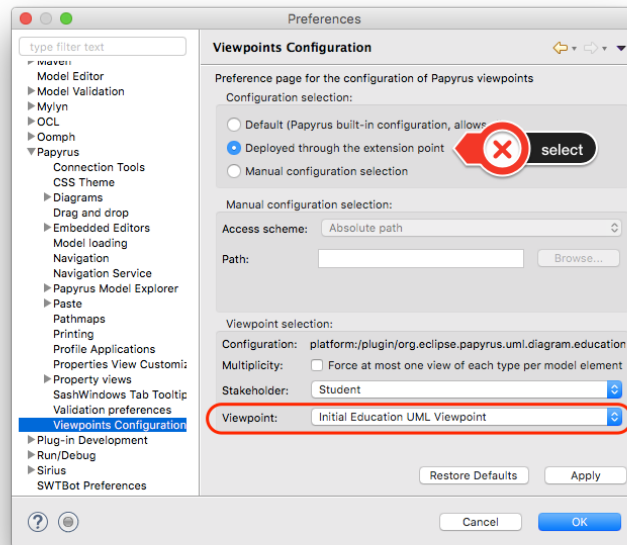 Preferences
type filter text
Viewpoints Configuration
Maven
Model Editor
Model Validation
Mylyn
OCL
Oomph
Papyrus
Connection Tools
CSS Theme
Diagrams
Drag and drop
Embedded Editors
Model loading
Navigation
Navigation Service
Papyrus Model Explorer
Paste
Pathmaps
Printing
Profile Applications
Properties View Customiz
Property views
SashWindows Tab Tooltip
Validation preferences
Viewpoints Configuration
Plug-in Development
Run/Debug
Sirius
SWTBot Preferences
Preference page for the configuration of Papyrus viewpoints
Configuration selection:
Default (Papyrus built-in configuration, allows
Deployed through the extension point
select
Manual configuration selection
Manual configuration selection:
Access scheme: Absolute path
Path: Browse...
Viewpoint selection:
Configuration: platform:/plugin/org.eclipse.papyrus.uml.diagram.education
Multiplicity: Force at most one view of each type per model element
Stakeholder: Student
Viewpoint: Initial Education UML Viewpoint
Restore Defaults Apply
? Cancel OK